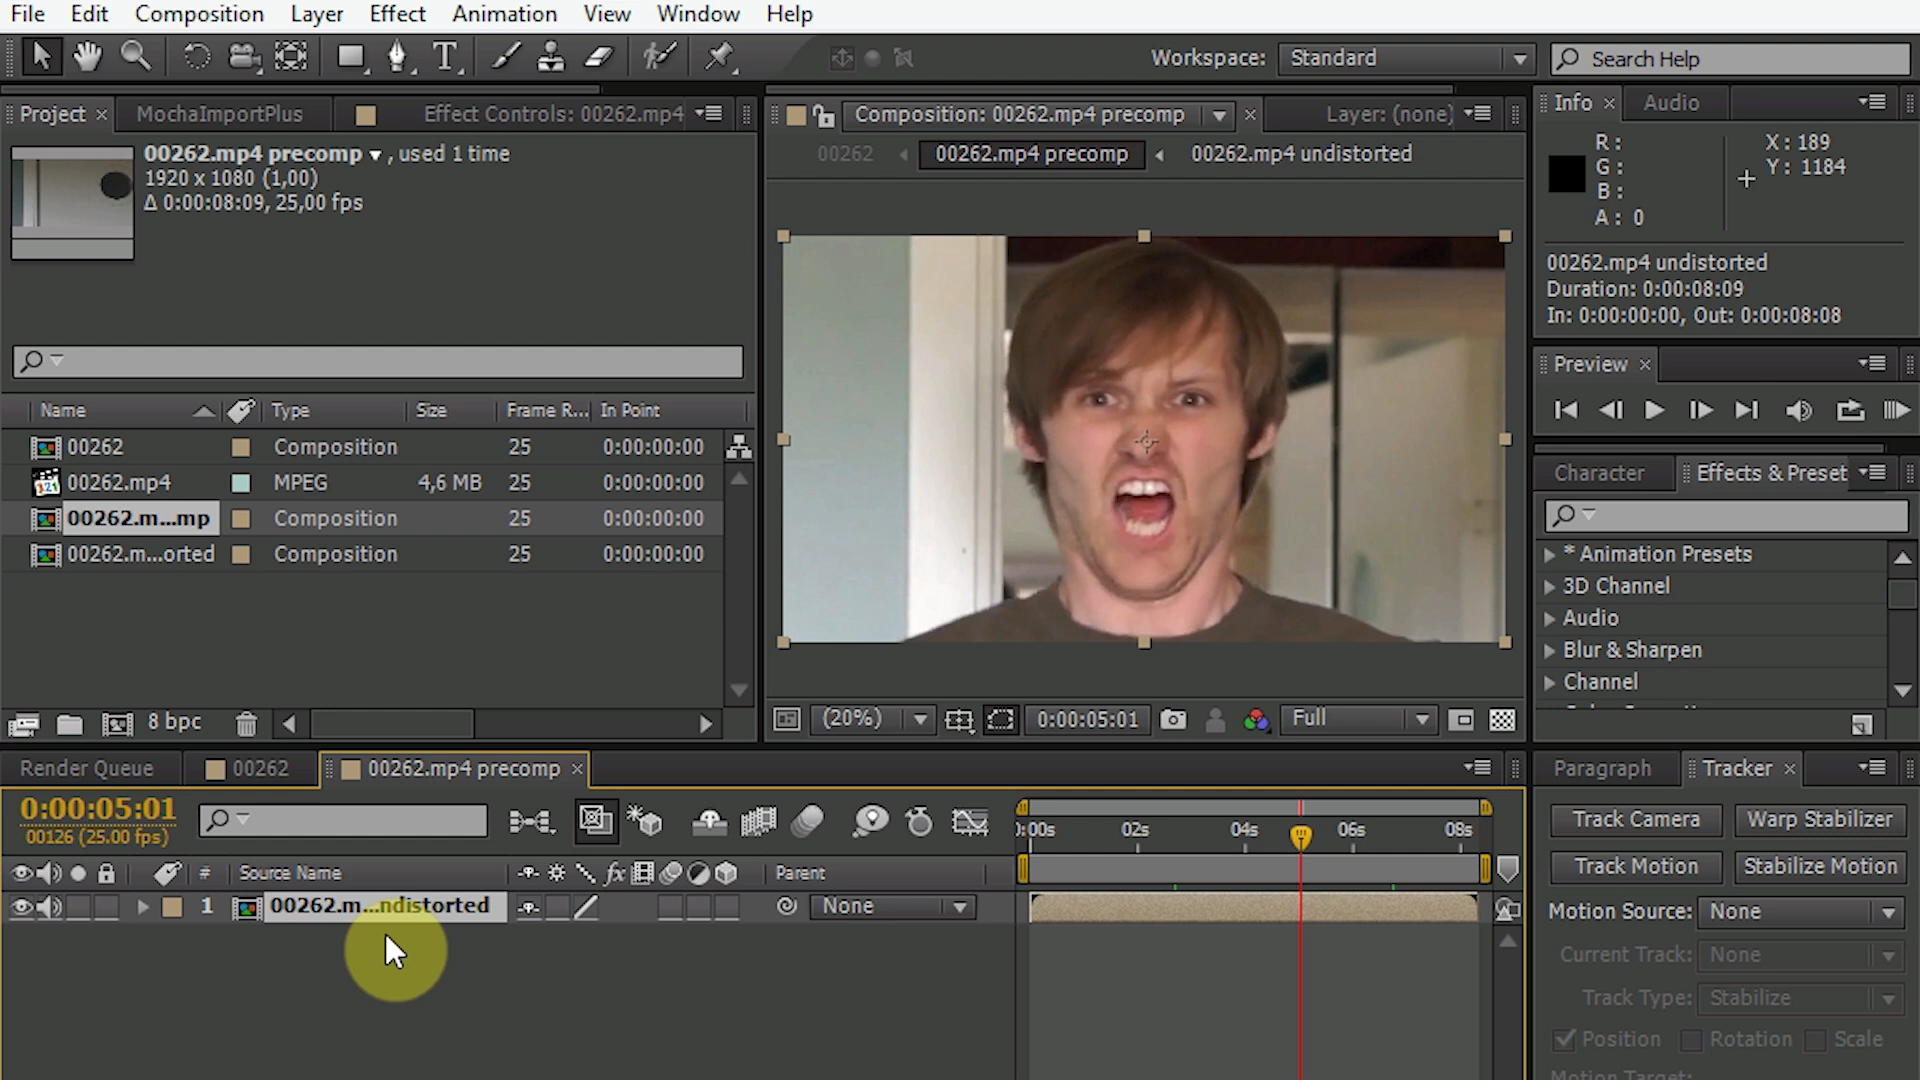 File Edit Composition Layer Effect Animation View Window Help
Workspace: Standard Search Help
Project × MochaImportPlus Effect Controls: 00262.mp4
00262.mp4 precomp ▼ , used 1 time
1920 x 1080 (1,00)
Δ 0:00:08:09, 25,00 fps
Name Type Size Frame R... In Point
00262 Composition 25 0:00:00:00
00262.mp4 MPEG 4,6 MB 25 0:00:00:00
00262.m...mp Composition 25 0:00:00:00
00262.m...orted Composition 25 0:00:00:00
8 bpc
Composition: 00262.mp4 precomp × Layer: (none)
00262 00262.mp4 precomp 00262.mp4 undistorted
(20%) 0:00:05:01 Full
Info × Audio
R: X: 189
G: Y: 1184
B:
A: 0
00262.mp4 undistorted
Duration: 0:00:08:09
In: 0:00:00:00, Out: 0:00:08:08
Preview ×
Character Effects & Preset
* Animation Presets
3D Channel
Audio
Blur & Sharpen
Channel
Render Queue 00262 00262.mp4 precomp ×
0:00:05:01
00126 (25.00 fps)
:00s 02s 04s 06s 08s
# Source Name fx Parent
1 00262.m...ndistorted None
Paragraph Tracker ×
Track Camera Warp Stabilizer
Track Motion Stabilize Motion
Motion Source: None
Current Track: None
Track Type: Stabilize
Position Rotation Scale
Motion Target: